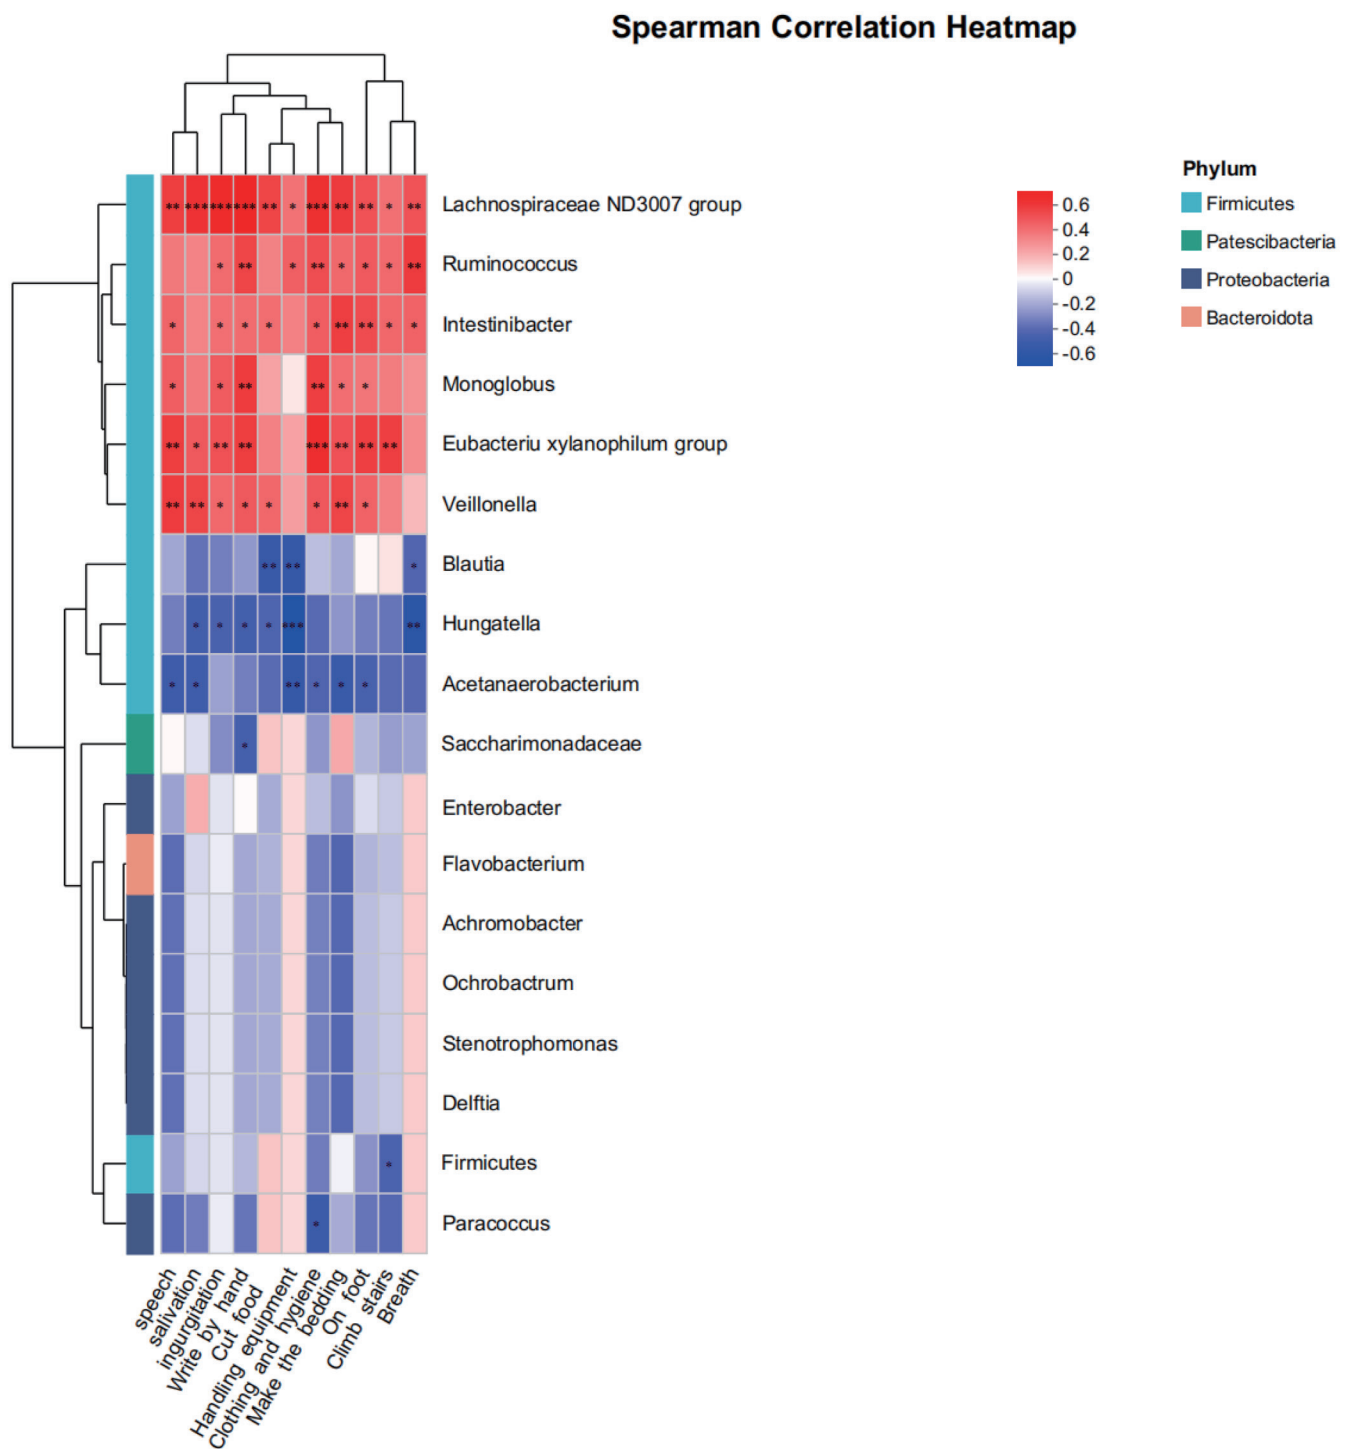 Spearman Correlation Heatmap
Phylum
Firmicutes
Patescibacteria
Proteobacteria
Bacteroidota
0.6
0.4
0.2
0
-0.2
-0.4
-0.6
** *** *** *** ** * *** ** ** * **
Lachnospiraceae ND3007 group
* ** * ** * * * **
Ruminococcus
* * * * * ** ** * *
Intestinibacter
* * ** ** * *
Monoglobus
** * ** ** *** ** ** **
Eubacteriu xylanophilum group
** ** * * * * ** *
Veillonella
** ** *
Blautia
* * * * *** **
Hungatella
* * ** * * *
Acetanaerobacterium
*
Saccharimonadaceae
Enterobacter
Flavobacterium
Achromobacter
Ochrobactrum
Stenotrophomonas
Delftia
*
Firmicutes
*
Paracoccus
speech
salivation
ingurgitation
Write by hand
Cut food
Handling equipment
Clothing and hygiene
Make the bedding
On foot
Climb stairs
Breath